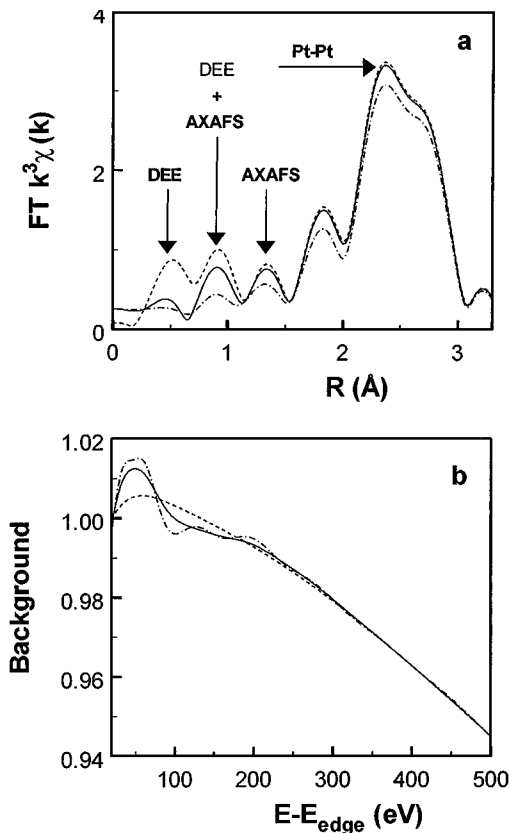 4
a
Pt-Pt
DEE
+
AXAFS
DEE
AXAFS
2
0
FT k³χ (k)
0
1
2
3
R (Å)
1.02
b
1.00
0.98
0.96
0.94
Background
100
200
300
400
500
E-Eedge (eV)